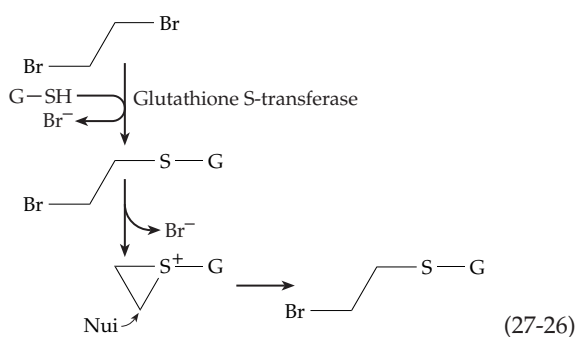 Br
Br
G—SH
Glutathione S-transferase
Br⁻
S—G
Br
Br⁻
S⁺—G
S—G
Br
Nui
(27-26)